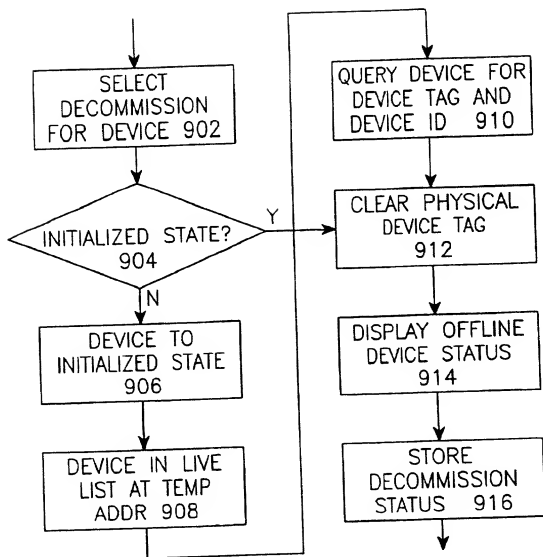 SELECT
DECOMMISSION
FOR DEVICE 902
INITIALIZED STATE?
904
Y
N
DEVICE TO
INITIALIZED STATE
906
DEVICE IN LIVE
LIST AT TEMP
ADDR 908
QUERY DEVICE FOR
DEVICE TAG AND
DEVICE ID 910
CLEAR PHYSICAL
DEVICE TAG
912
DISPLAY OFFLINE
DEVICE STATUS
914
STORE
DECOMMISSION
STATUS 916